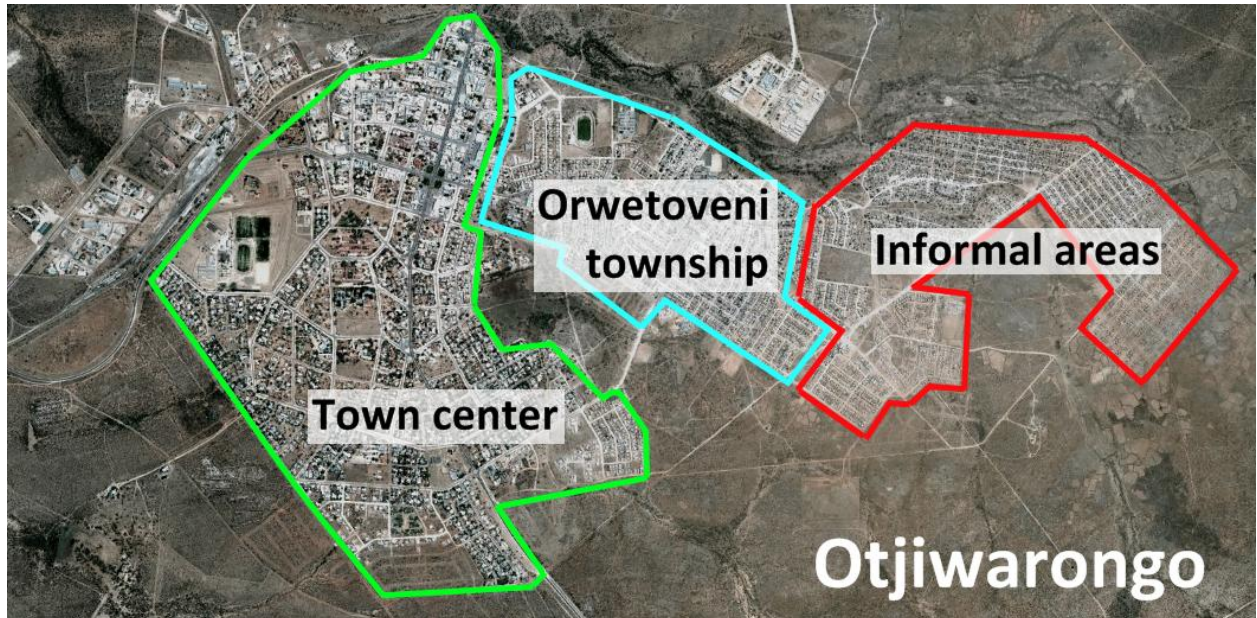 Orwetoveni
township
Informal areas
Town center
Otjiwarongo